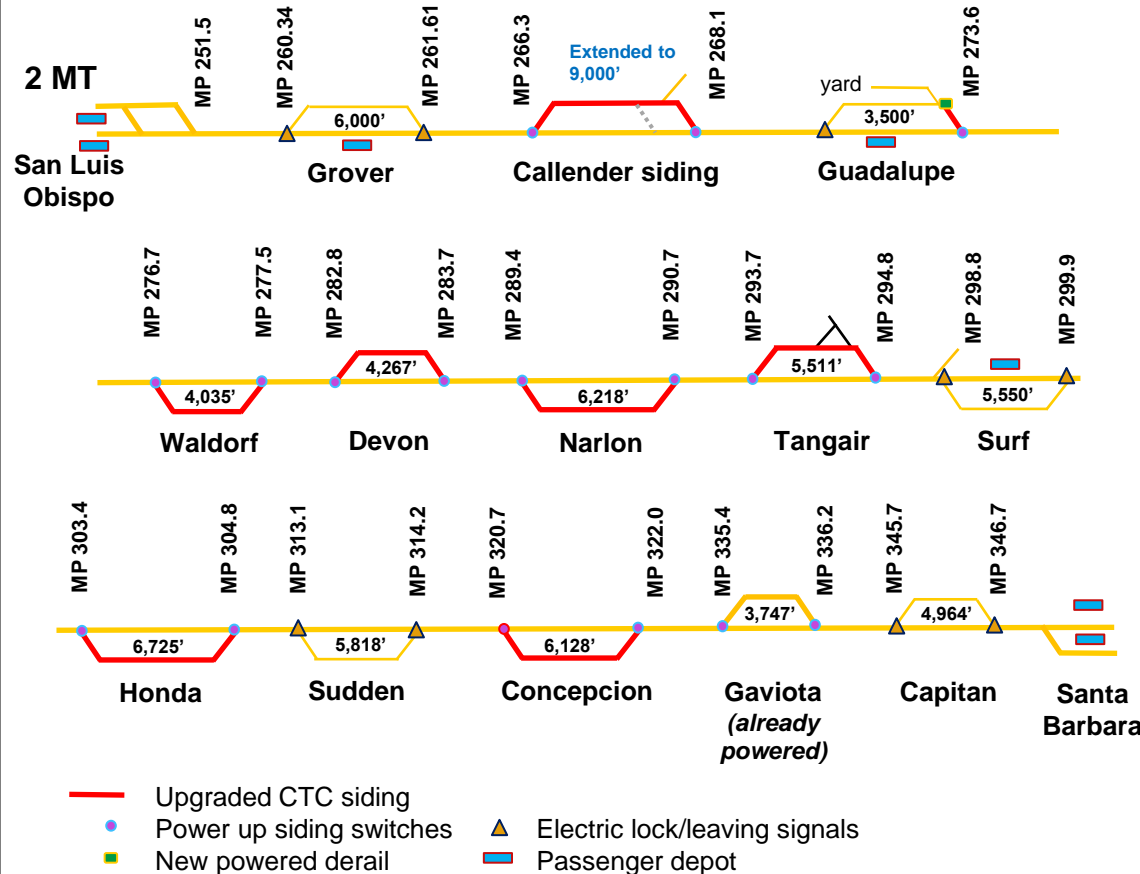 MP 251.5
MP 260.34
MP 261.61
MP 266.3
MP 268.1
MP 273.6
2 MT
Extended to
9,000’
yard
6,000’
3,500’
San Luis
Obispo
Grover
Callender siding
Guadalupe
MP 276.7
MP 277.5
MP 282.8
MP 283.7
MP 289.4
MP 290.7
MP 293.7
MP 294.8
MP 298.8
MP 299.9
4,035’
4,267’
6,218’
5,511’
5,550’
Waldorf
Devon
Narlon
Tangair
Surf
MP 303.4
MP 304.8
MP 313.1
MP 314.2
MP 320.7
MP 322.0
MP 335.4
MP 336.2
MP 345.7
MP 346.7
6,725’
5,818’
6,128’
3,747’
4,964’
Honda
Sudden
Concepcion
Gaviota
(already
powered)
Capitan
Santa
Barbara
Upgraded CTC siding
Power up siding switches
Electric lock/leaving signals
New powered derail
Passenger depot